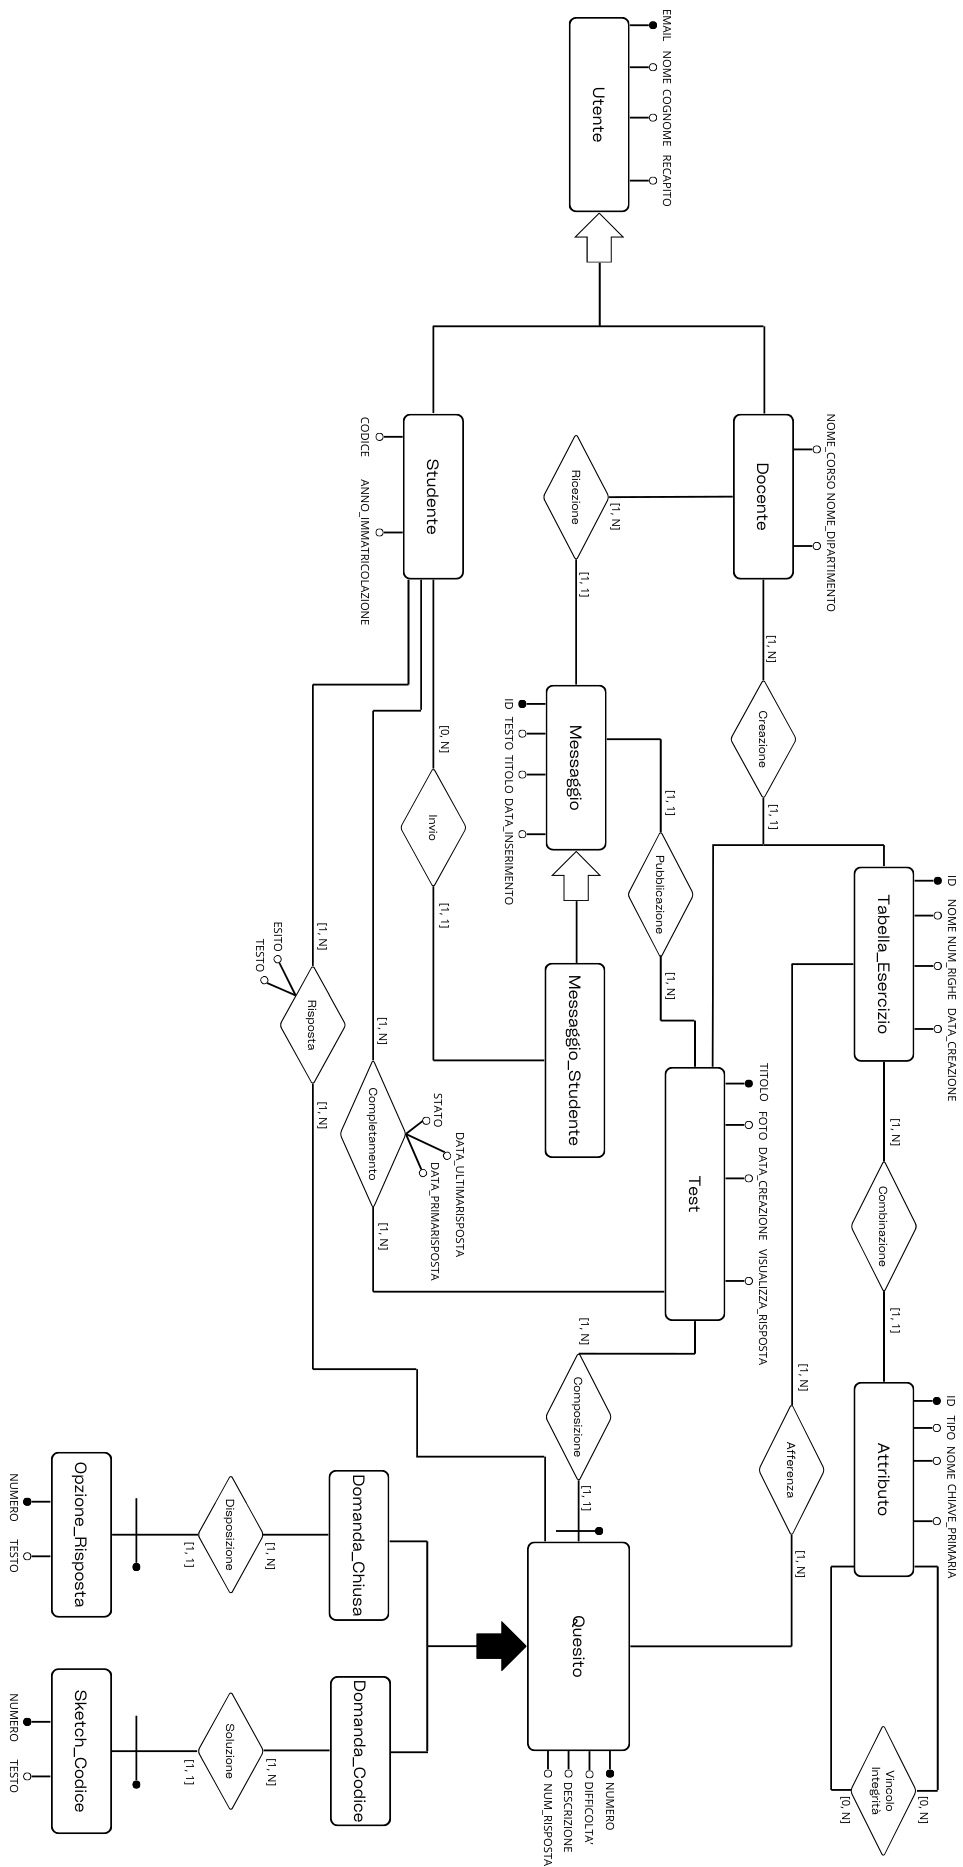 EMAIL NOME COGNOME RECAPITO
Utente
NOME_CORSO NOME_DIPARTIMENTO
Docente
CODICE ANNO_IMMATRICOLAZIONE
Studente
Ricezione
[1, N]
[1, 1]
[1, N]
Creazione
[1, 1]
Messaggio
ID TESTO TITOLO DATA_INSERIMENTO
[1, 1]
Pubblicazione
[1, N]
[0, N]
Invio
[1, 1]
Messaggio_Studente
ID NOME NUM_RIGHE DATA_CREAZIONE
Tabella_Esercizio
[1, N]
Combinazione
[1, 1]
TITOLO FOTO DATA_CREAZIONE VISUALIZZA_RISPOSTA
Test
[1, N]
Risposta
ESITO
TESTO
[1, N]
[1, N]
Completamento
STATO
DATA_ULTIMARISPOSTA
DATA_PRIMARISPOSTA
[1, N]
[1, N]
Composizione
[1, 1]
[1, N]
Afferenza
[1, N]
ID TIPO NOME CHIAVE_PRIMARIA
Attributo
Vincolo
Integrità
[0, N]
[0, N]
Quesito
NUMERO
DIFFICOLTA'
DESCRIZIONE
NUM_RISPOSTA
Domanda_Chiusa
[1, N]
Disposizione
[1, 1]
Opzione_Risposta
NUMERO TESTO
Domanda_Codice
[1, N]
Soluzione
[1, 1]
Sketch_Codice
NUMERO TESTO